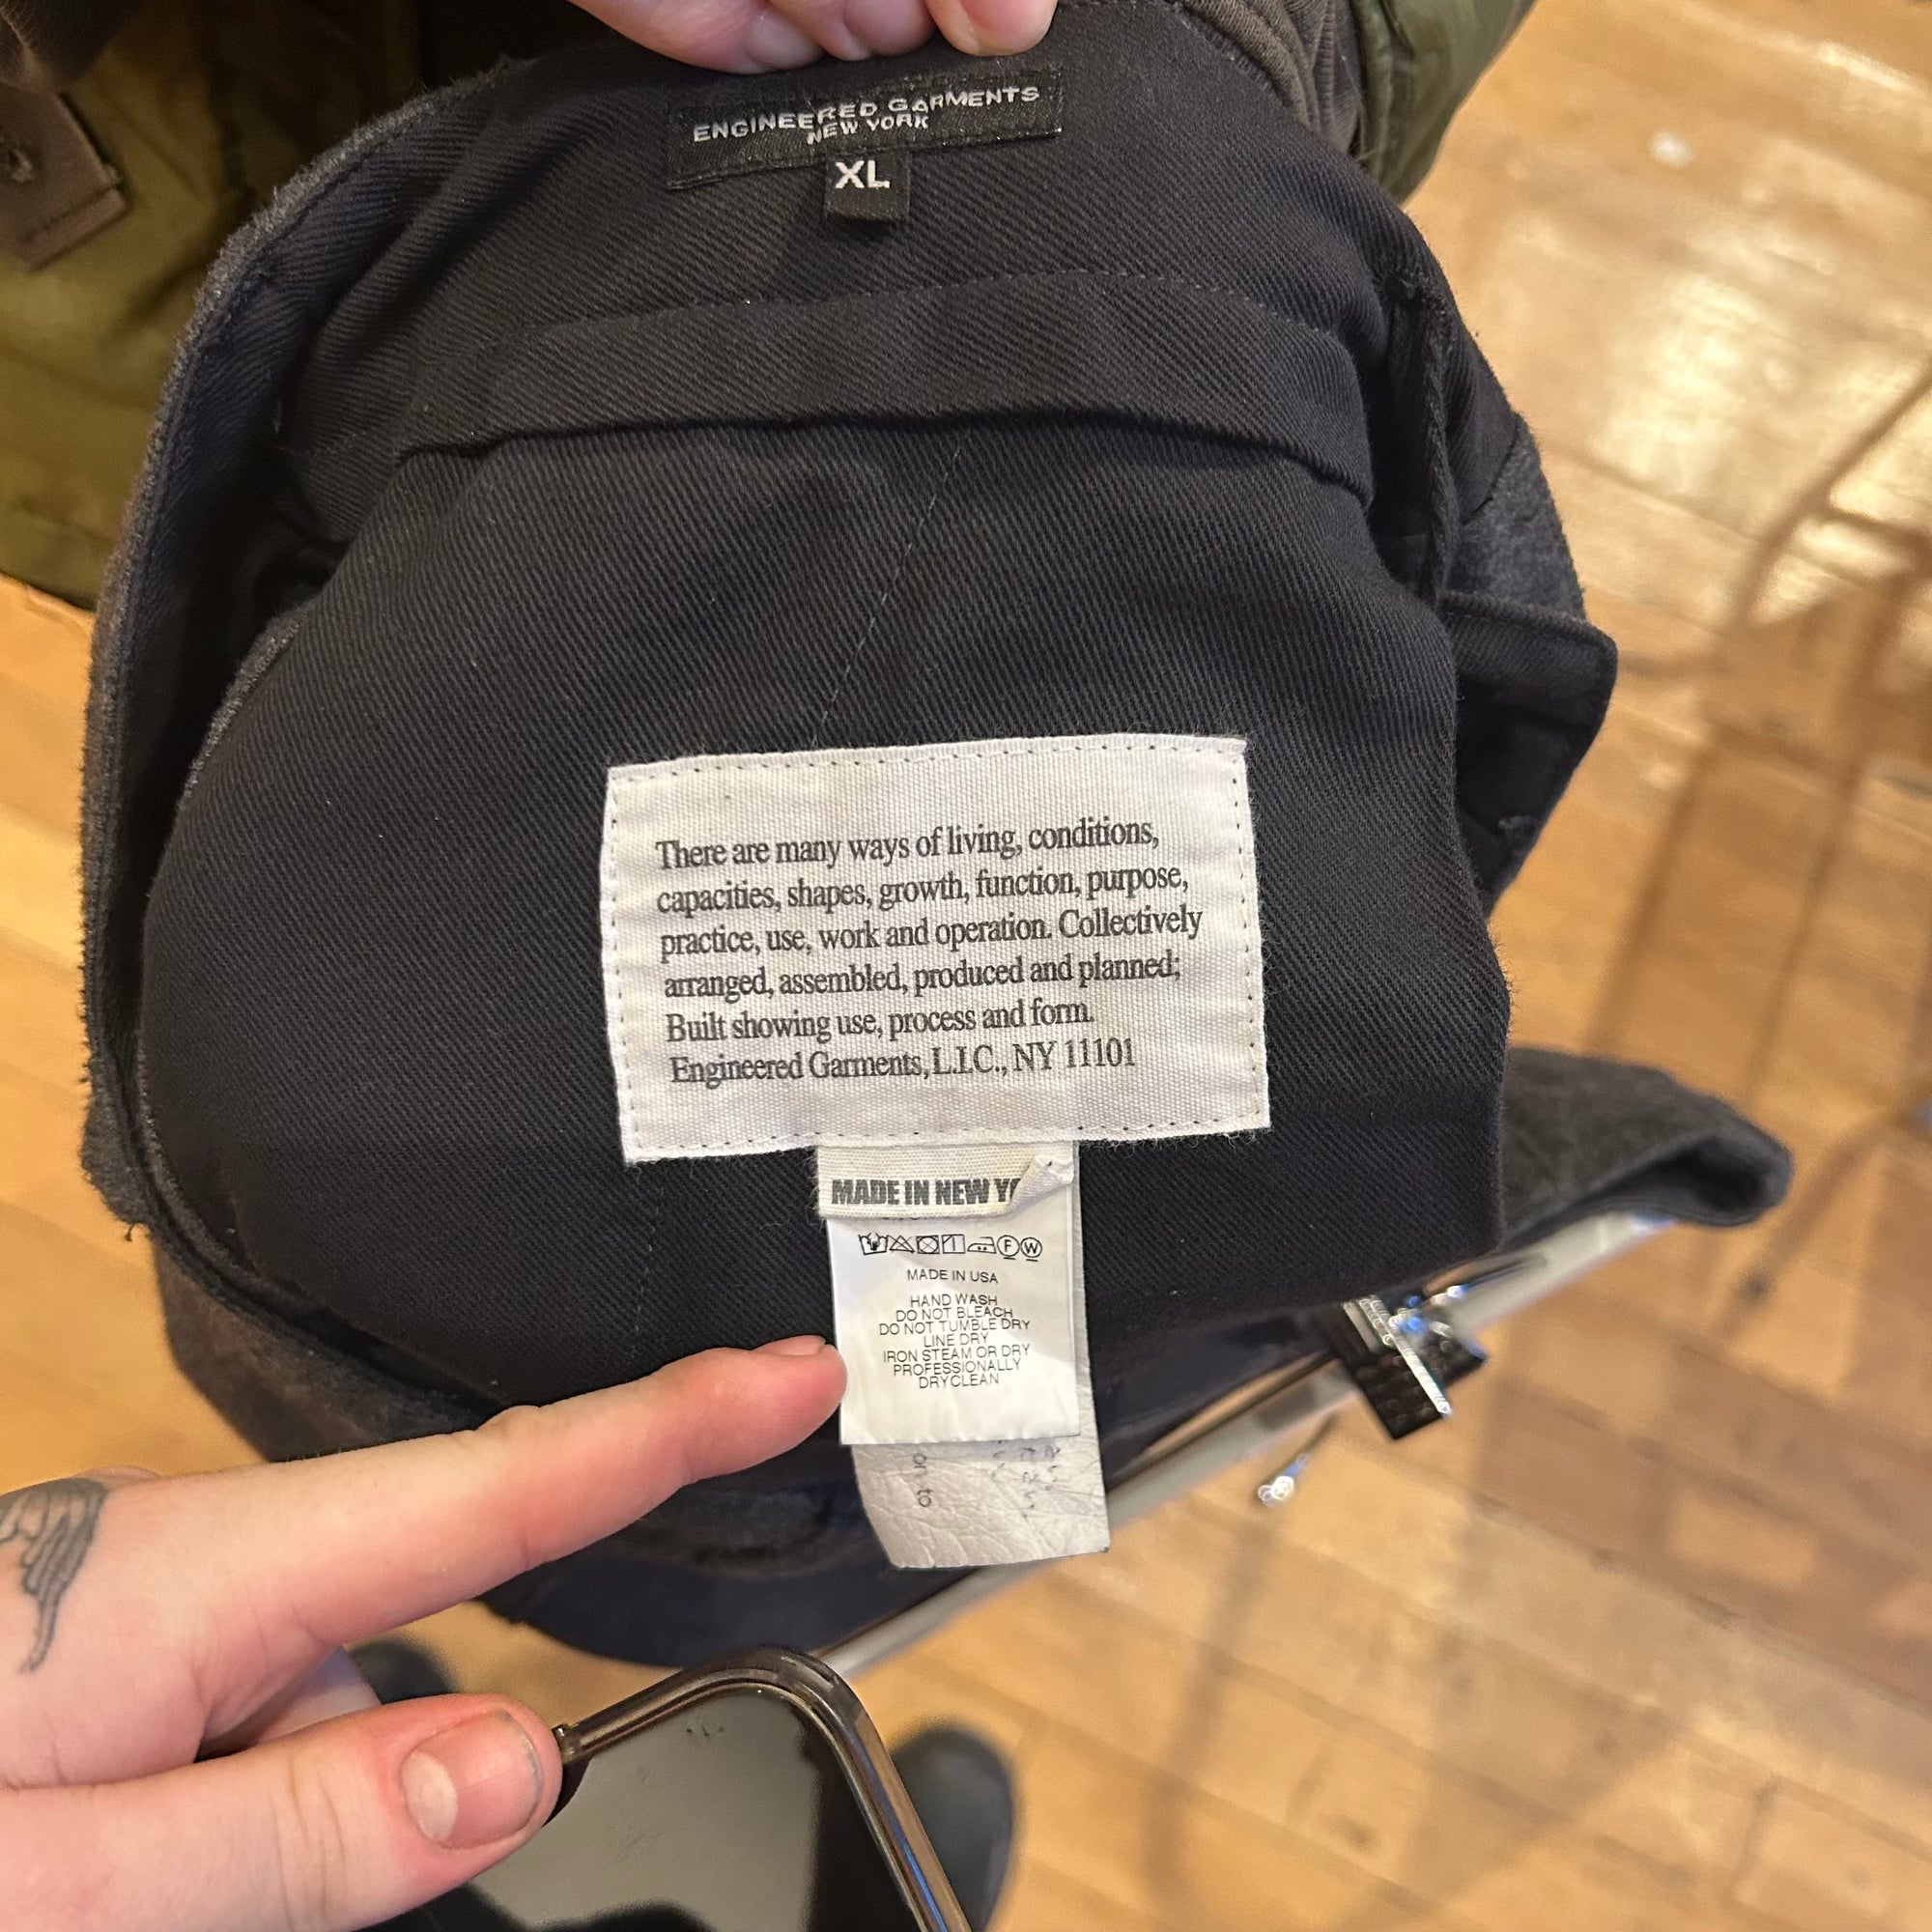 ENGINEERED GARMENTS
NEW YORK
XL
There are many ways of living, conditions,
capacities, shapes, growth, function, purpose,
practice, use, work and operation. Collectively
arranged, assembled, produced and planned;
Built showing use, process and form.
Engineered Garments, L.I.C., NY 11101
MADE IN NEW
F W
MADE IN USA
HAND WASH
DO NOT BLEACH
DO NOT TUMBLE DRY
LINE DRY
IRON STEAM OR DRY
PROFESSIONALLY
DRYCLEAN